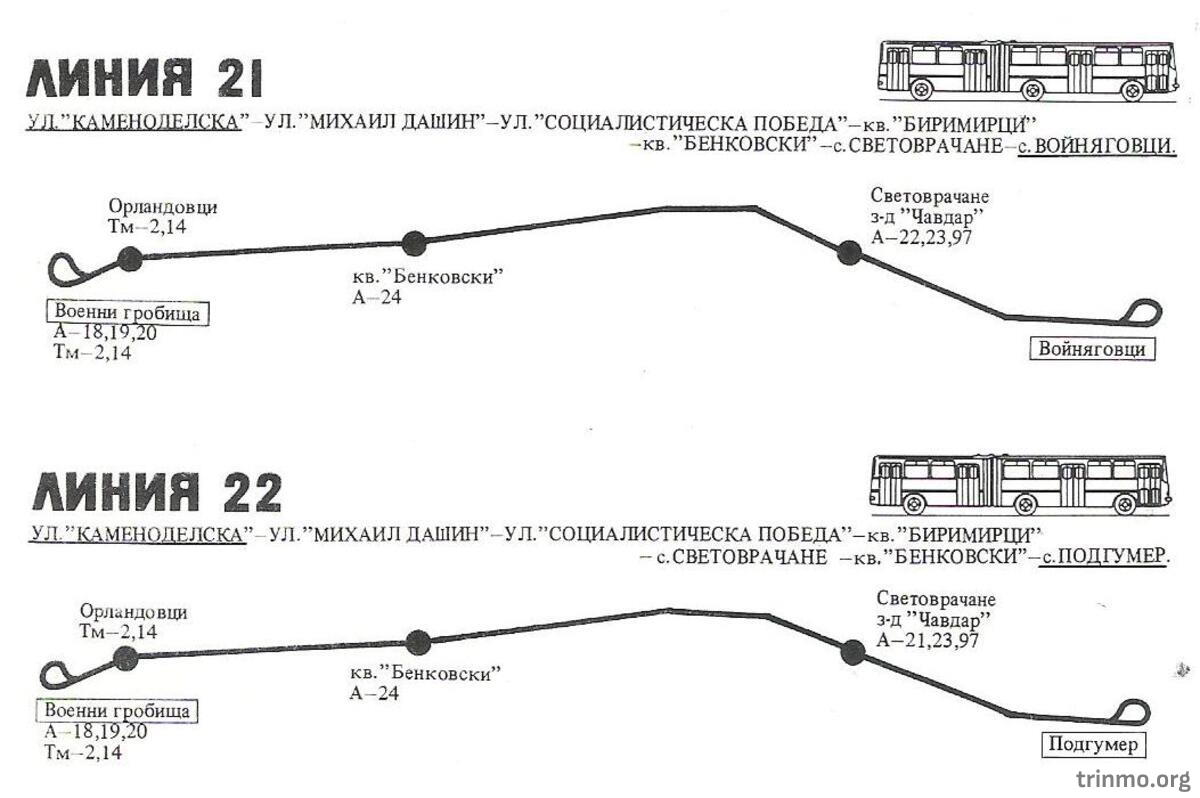 ЛИНИЯ 21
УЛ."КАМЕНОДЕЛСКА"–УЛ."МИХАИЛ ДАШИН"–УЛ."СОЦИАЛИСТИЧЕСКА ПОБЕДА"–кв."БИРИМИРЦИ"
–кв."БЕНКОВСКИ"–с.СВЕТОВРАЧАНЕ–с.ВОЙНЯГОВЦИ.
Орландовци
Тм–2,14
Световрачане
з-д "Чавдар"
А–22,23,97
кв."Бенковски"
А–24
Военни гробища
А–18,19,20
Тм–2,14
Войняговци
ЛИНИЯ 22
УЛ."КАМЕНОДЕЛСКА"–УЛ."МИХАИЛ ДАШИН"–УЛ."СОЦИАЛИСТИЧЕСКА ПОБЕДА"–кв."БИРИМИРЦИ"
–с.СВЕТОВРАЧАНЕ –кв."БЕНКОВСКИ"–с.ПОДГУМЕР.
Орландовци
Тм–2,14
Световрачане
з-д "Чавдар"
А–21,23,97
кв."Бенковски"
А–24
Военни гробища
А–18,19,20
Тм–2,14
Подгумер
trinmo.org